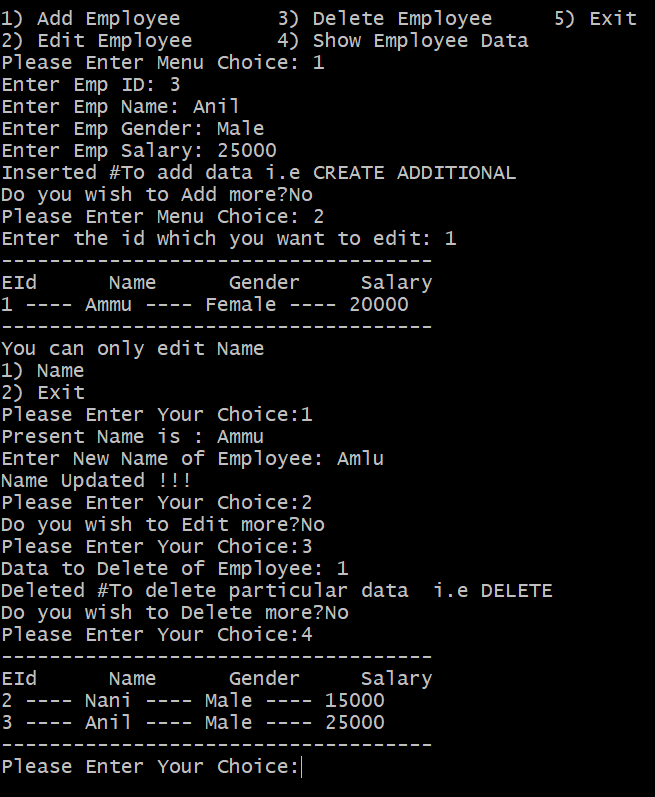 1) Add Employee        3) Delete Employee     5) Exit
2) Edit Employee       4) Show Employee Data
Please Enter Menu Choice: 1
Enter Emp ID: 3
Enter Emp Name: Anil
Enter Emp Gender: Male
Enter Emp Salary: 25000
Inserted #To add data i.e CREATE ADDITIONAL
Do you wish to Add more?No
Please Enter Menu Choice: 2
Enter the id which you want to edit: 1
------------------------------------
EId      Name      Gender     Salary
1 ---- Ammu ---- Female ---- 20000
------------------------------------
You can only edit Name
1) Name
2) Exit
Please Enter Your Choice:1
Present Name is : Ammu
Enter New Name of Employee: Amlu
Name Updated !!!
Please Enter Your Choice:2
Do you wish to Edit more?No
Please Enter Your Choice:3
Data to Delete of Employee: 1
Deleted #To delete particular data  i.e DELETE
Do you wish to Delete more?No
Please Enter Your Choice:4
------------------------------------
EId      Name      Gender     Salary
2 ---- Nani ---- Male ---- 15000
3 ---- Anil ---- Male ---- 25000
------------------------------------
Please Enter Your Choice: